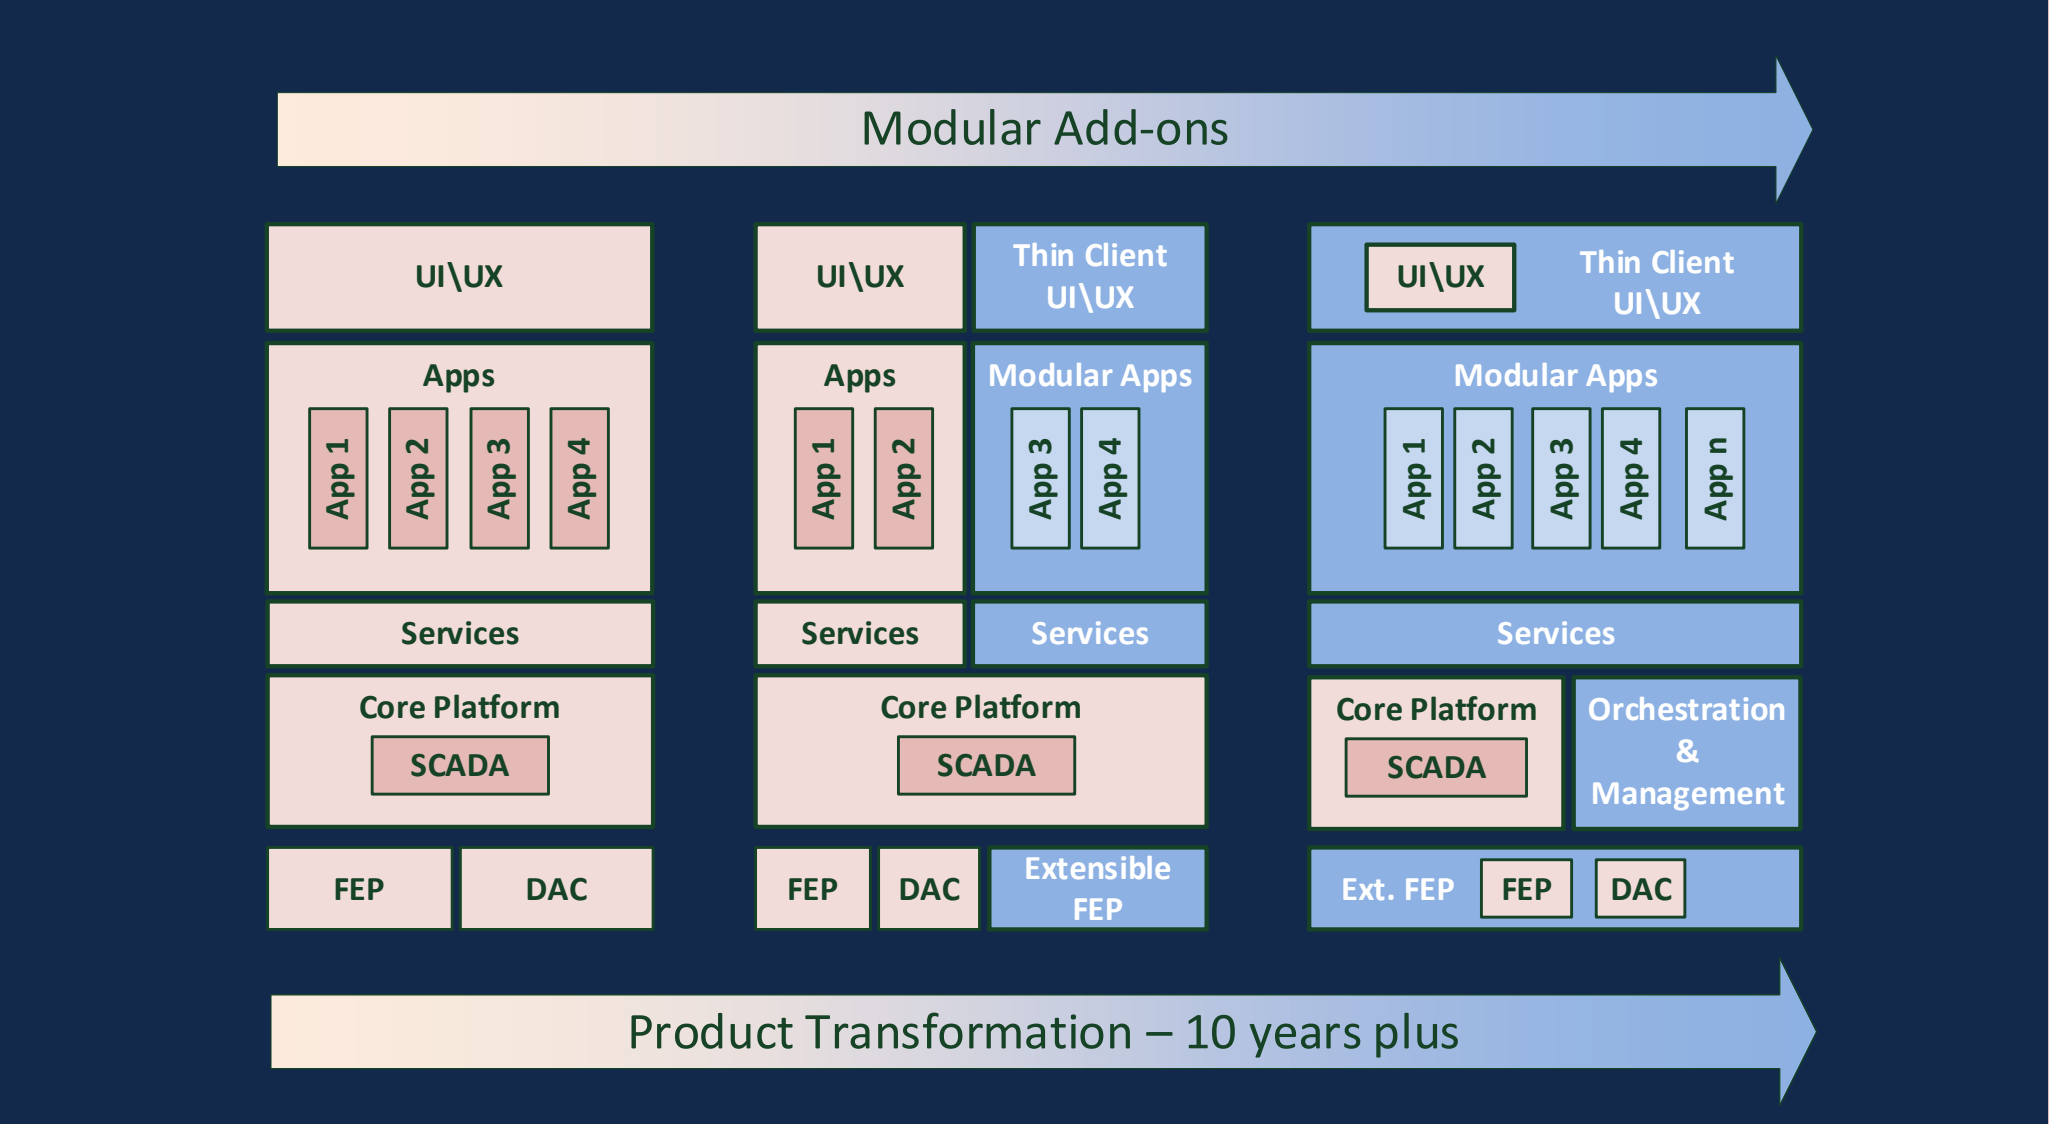 Modular Add-ons
UI\UX
Apps
App 1
App 2
App 3
App 4
Services
Core Platform
SCADA
FEP
DAC
UI\UX
Thin Client
UI\UX
Apps
App 1
App 2
Modular Apps
App 3
App 4
Services
Services
Core Platform
SCADA
FEP
DAC
Extensible
FEP
UI\UX
Thin Client
UI\UX
Modular Apps
App 1
App 2
App 3
App 4
App n
Services
Core Platform
SCADA
Orchestration
&
Management
Ext. FEP
FEP
DAC
Product Transformation – 10 years plus